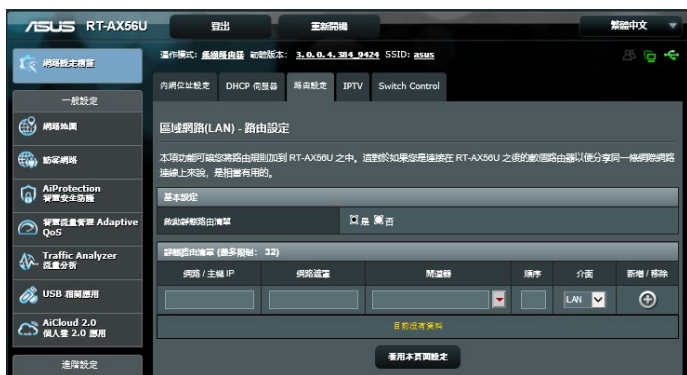 ASUS RT-AX56U 登出 重新開機 繁體中文
運作模式: 無線路由器 韌體版本: 3.0.0.4.384_9424 SSID: asus
網路設定精靈
內網位址設定 DHCP 伺服器 路由設定 IPTV Switch Control
一般設定
網路地圖
訪客網路
AiProtection
智慧安全防護
智慧流量管理 Adaptive
QoS
Traffic Analyzer
流量分析
USB 相關應用
AiCloud 2.0
個人雲 2.0 應用
進階設定
區域網路(LAN) - 路由設定
本項功能可讓您將路由規則加到 RT-AX56U 之中。這對於如果您是連接在 RT-AX56U 之後的數個路由器以便分享同一條網際網路
連線上來說，是相當有用的。
基本設定
啟動靜態路由清單 是 否
靜態路由清單 (最多限制: 32)
網路 / 主機 IP 網路遮罩 閘道器 順序 介面 新增 / 移除
LAN
目前沒有資料
套用本頁面設定